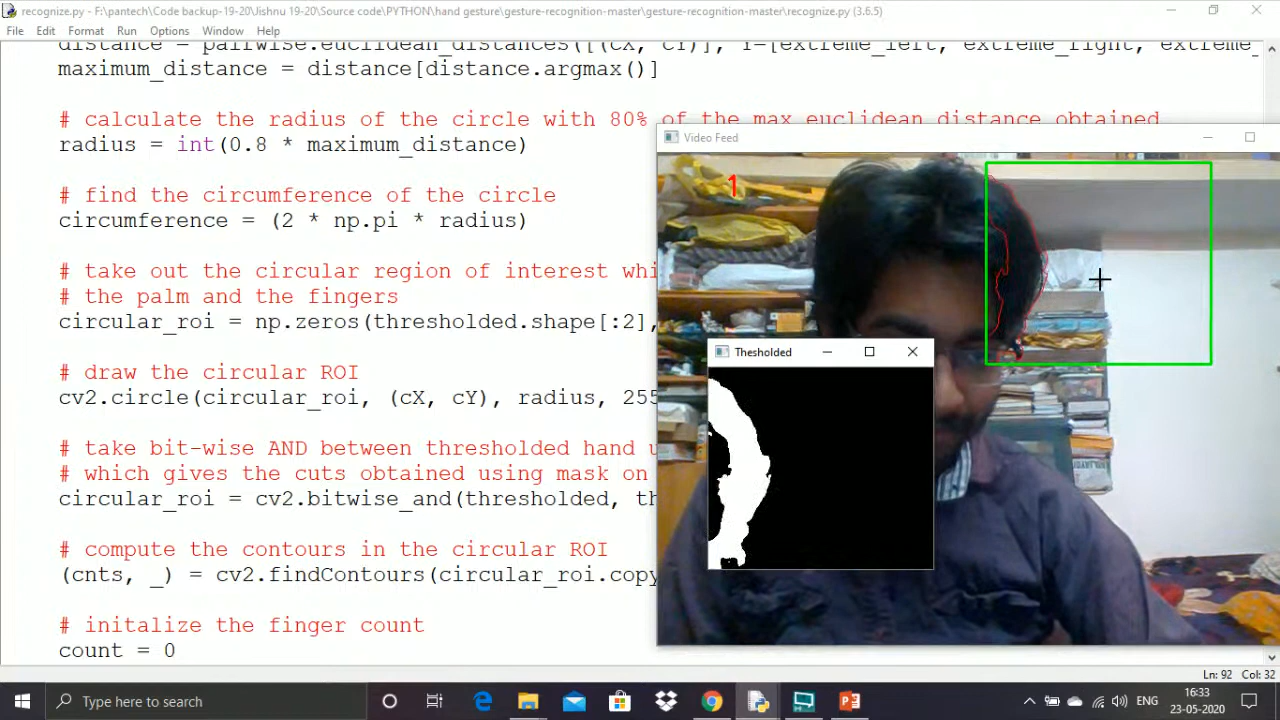 recognize.py - F:\pantech\Code backup-19-20\Jishnu 19-20\Source code\PYTHON\hand gesture\gesture-recognition-master\gesture-recognition-master\recognize.py (3.6.5)
File Edit Format Run Options Window Help
distance = pairwise.euclidean_distances([(cX, cY)], Y=[extreme_left, extreme_right, extreme_
maximum_distance = distance[distance.argmax()]
# calculate the radius of the circle with 80% of the max euclidean distance obtained
radius = int(0.8 * maximum_distance)
# find the circumference of the circle
circumference = (2 * np.pi * radius)
# take out the circular region of interest whi
# the palm and the fingers
circular_roi = np.zeros(thresholded.shape[:2],
# draw the circular ROI
cv2.circle(circular_roi, (cX, cY), radius, 255
# take bit-wise AND between thresholded hand u
# which gives the cuts obtained using mask on
circular_roi = cv2.bitwise_and(thresholded, th
# compute the contours in the circular ROI
(cnts, _) = cv2.findContours(circular_roi.copy
# initalize the finger count
count = 0
Video Feed
1
Thesholded
Ln: 92 Col: 32
Type here to search
ENG
16:33
23-05-2020